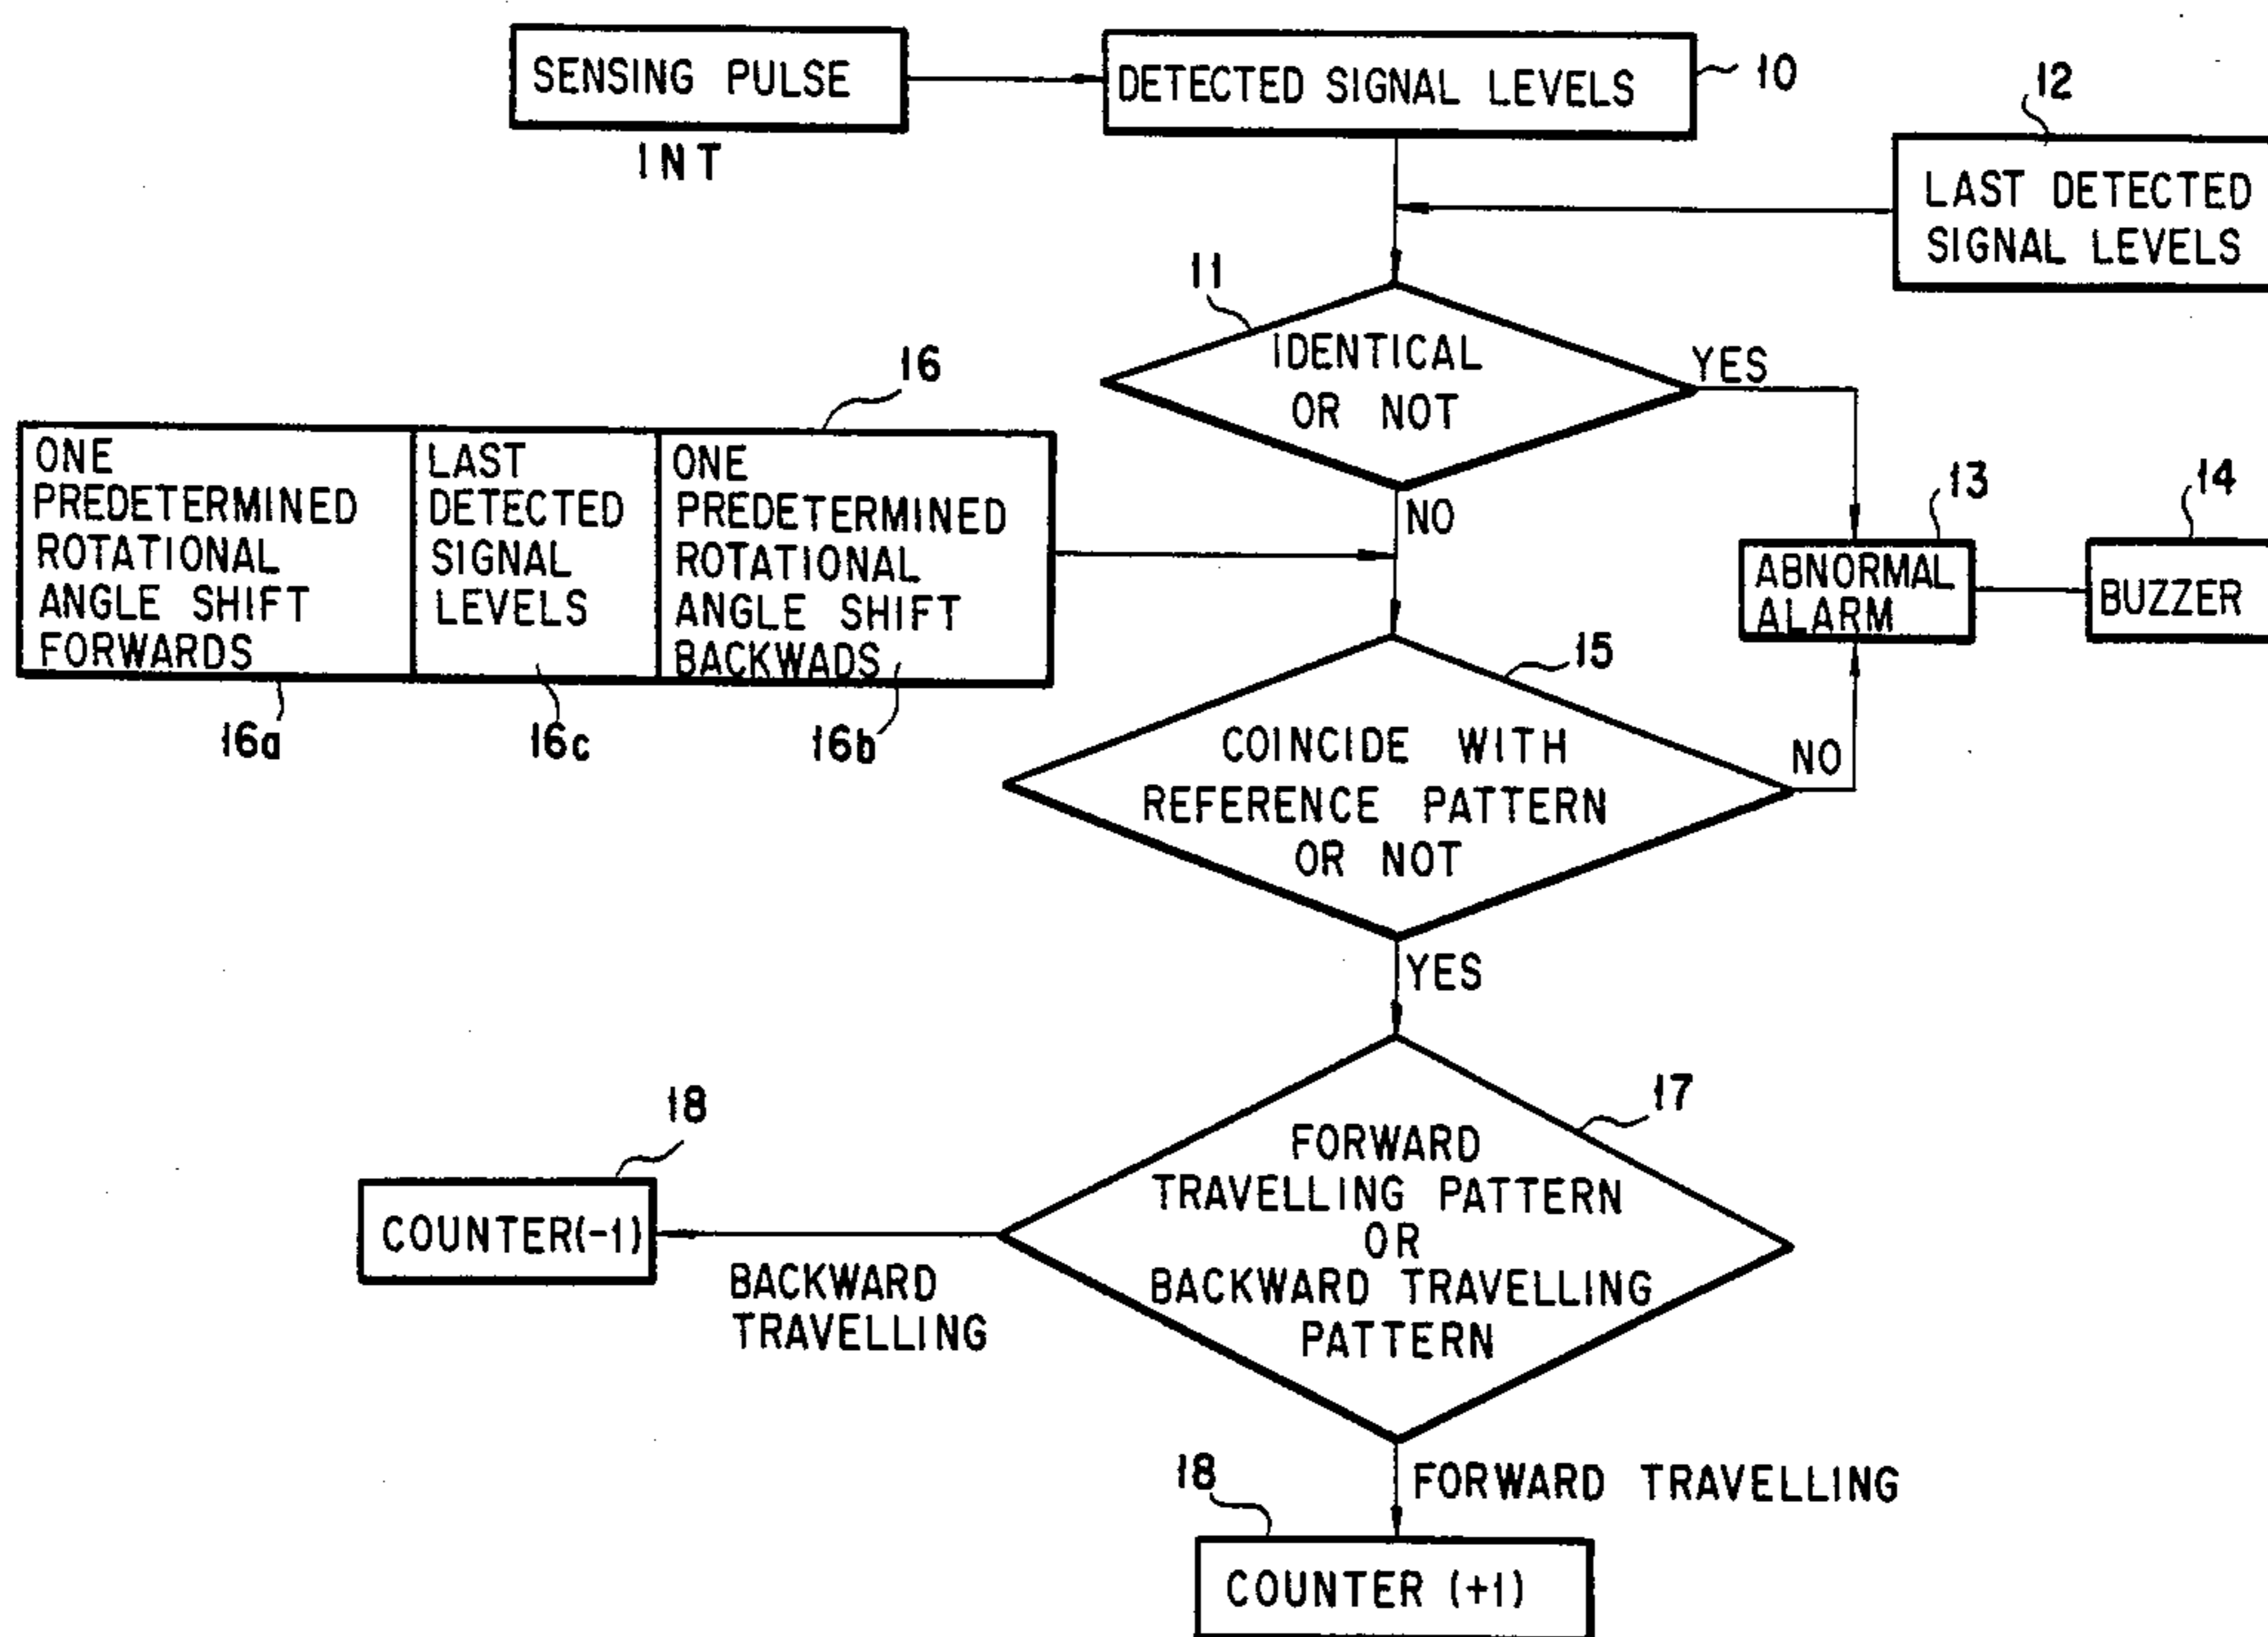 SENSING PULSE
INT
DETECTED SIGNAL LEVELS
10
12
LAST DETECTED
SIGNAL LEVELS
11
IDENTICAL
OR NOT
YES
NO
16
ONE
PREDETERMINED
ROTATIONAL
ANGLE SHIFT
FORWARDS
LAST
DETECTED
SIGNAL
LEVELS
ONE
PREDETERMINED
ROTATIONAL
ANGLE SHIFT
BACKWADS
16a
16c
16b
13
ABNORMAL
ALARM
14
BUZZER
15
COINCIDE WITH
REFERENCE PATTERN
OR NOT
NO
YES
17
FORWARD
TRAVELLING PATTERN
OR
BACKWARD TRAVELLING
PATTERN
18
COUNTER(-1)
BACKWARD
TRAVELLING
FORWARD TRAVELLING
18
COUNTER (+1)